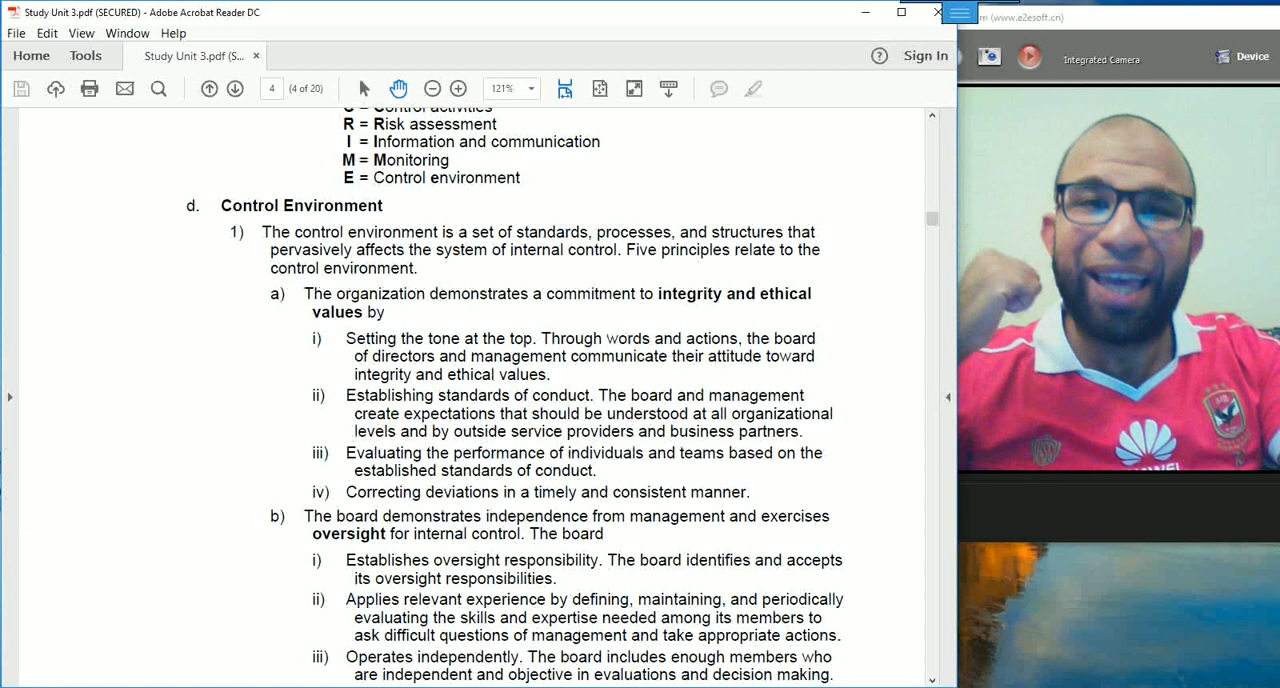 Study Unit 3.pdf (SECURED) - Adobe Acrobat Reader DC
m (www.e2esoft.cn)
File Edit View Window Help
Home Tools Study Unit 3.pdf (S... × Sign In
Integrated Camera Device
4 (4 of 20) 121%
C = Control activities
R = Risk assessment
I = Information and communication
M = Monitoring
E = Control environment
d. Control Environment
1) The control environment is a set of standards, processes, and structures that
pervasively affects the system of internal control. Five principles relate to the
control environment.
a) The organization demonstrates a commitment to integrity and ethical
values by
i) Setting the tone at the top. Through words and actions, the board
of directors and management communicate their attitude toward
integrity and ethical values.
ii) Establishing standards of conduct. The board and management
create expectations that should be understood at all organizational
levels and by outside service providers and business partners.
iii) Evaluating the performance of individuals and teams based on the
established standards of conduct.
iv) Correcting deviations in a timely and consistent manner.
b) The board demonstrates independence from management and exercises
oversight for internal control. The board
i) Establishes oversight responsibility. The board identifies and accepts
its oversight responsibilities.
ii) Applies relevant experience by defining, maintaining, and periodically
evaluating the skills and expertise needed among its members to
ask difficult questions of management and take appropriate actions.
iii) Operates independently. The board includes enough members who
are independent and objective in evaluations and decision making.